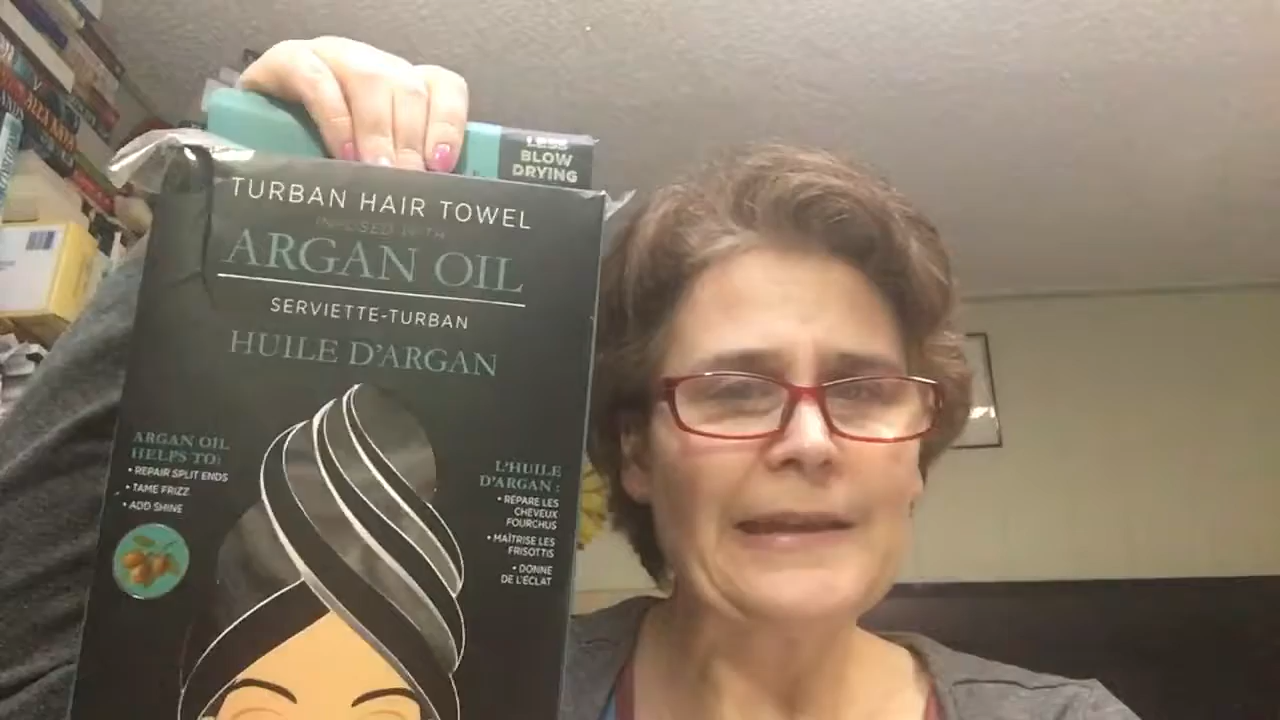 LESS
BLOW
DRYING
TURBAN HAIR TOWEL
INFUSED WITH
ARGAN OIL
SERVIETTE-TURBAN
HUILE D'ARGAN
ARGAN OIL
HELPS TO:
• REPAIR SPLIT ENDS
• TAME FRIZZ
• ADD SHINE
L'HUILE
D'ARGAN :
• RÉPARE LES
CHEVEUX
FOURCHUS
• MAÎTRISE LES
FRISOTTIS
• DONNE
DE L'ÉCLAT